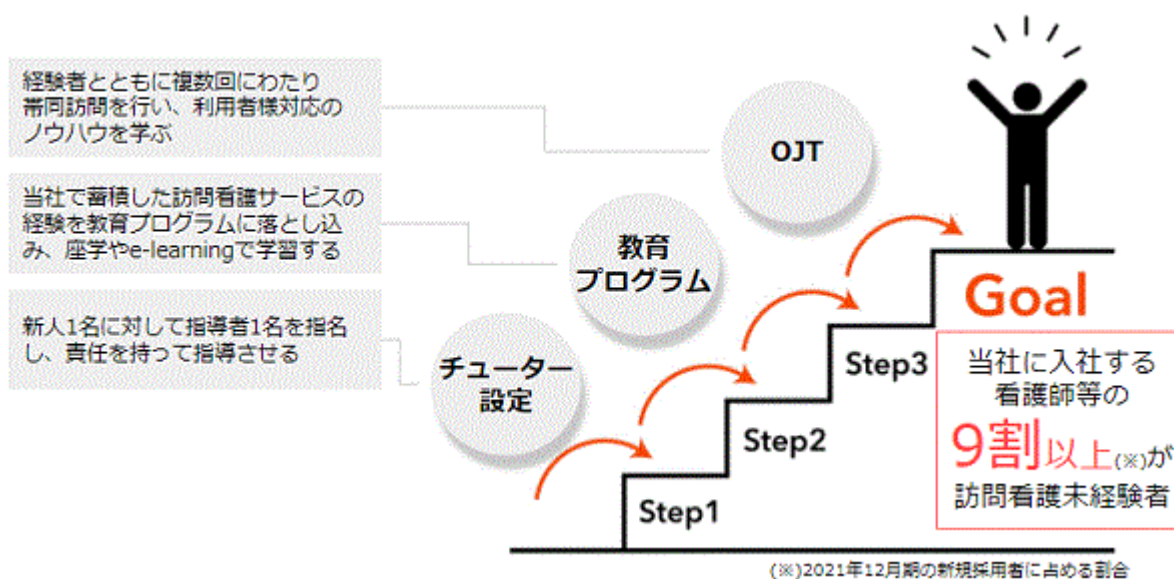 経験者とともに複数回にわたり
帯同訪問を行い、利用者様対応の
ノウハウを学ぶ
OJT
当社で蓄積した訪問看護サービスの
経験を教育プログラムに落とし込
み、座学やe-learningで学習する
教育
プログラム
新人1名に対して指導者1名を指名
し、責任を持って指導させる
チューター
設定
Step1
Step2
Step3
Goal
当社に入社する
看護師等の
9割以上(※)が
訪問看護未経験者
(※)2021年12月期の新規採用者に占める割合